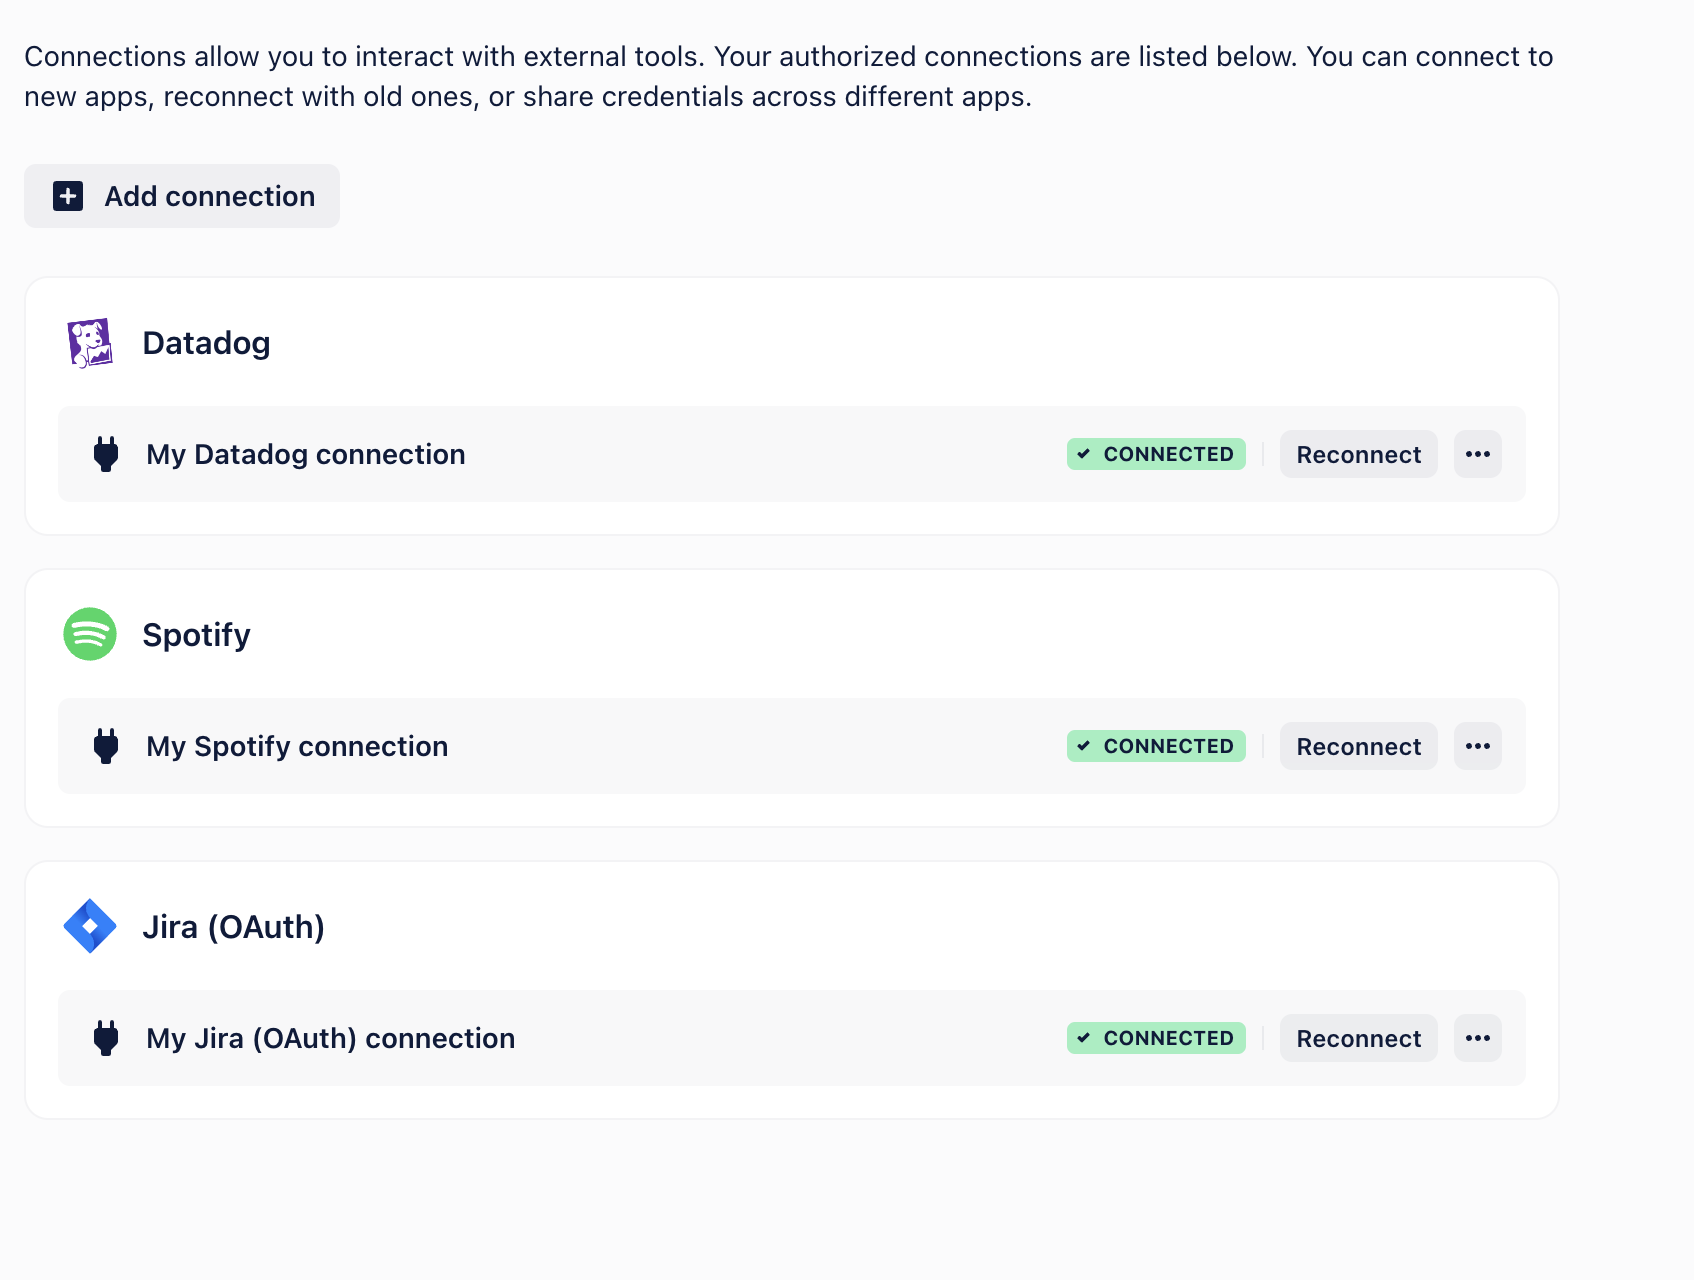 Connections allow you to interact with external tools. Your authorized connections are listed below. You can connect to
new apps, reconnect with old ones, or share credentials across different apps.
Add connection
Datadog
My Datadog connection CONNECTED Reconnect
Spotify
My Spotify connection CONNECTED Reconnect
Jira (OAuth)
My Jira (OAuth) connection CONNECTED Reconnect